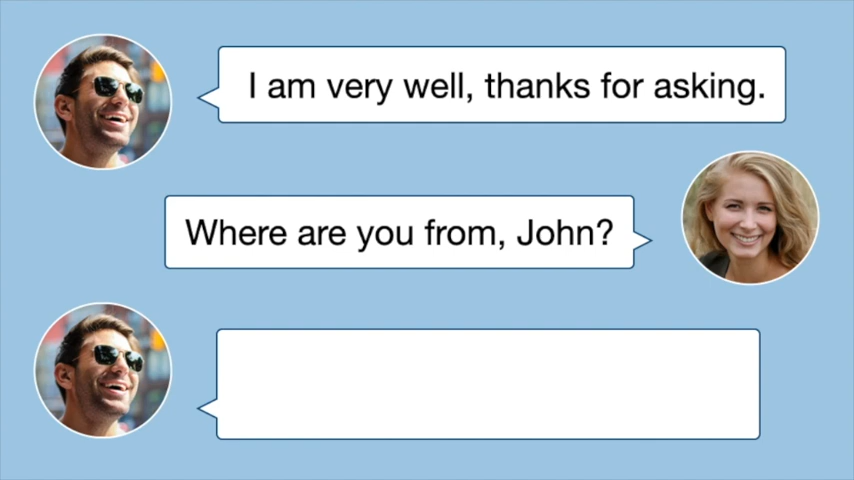 I am very well, thanks for asking.
Where are you from, John?